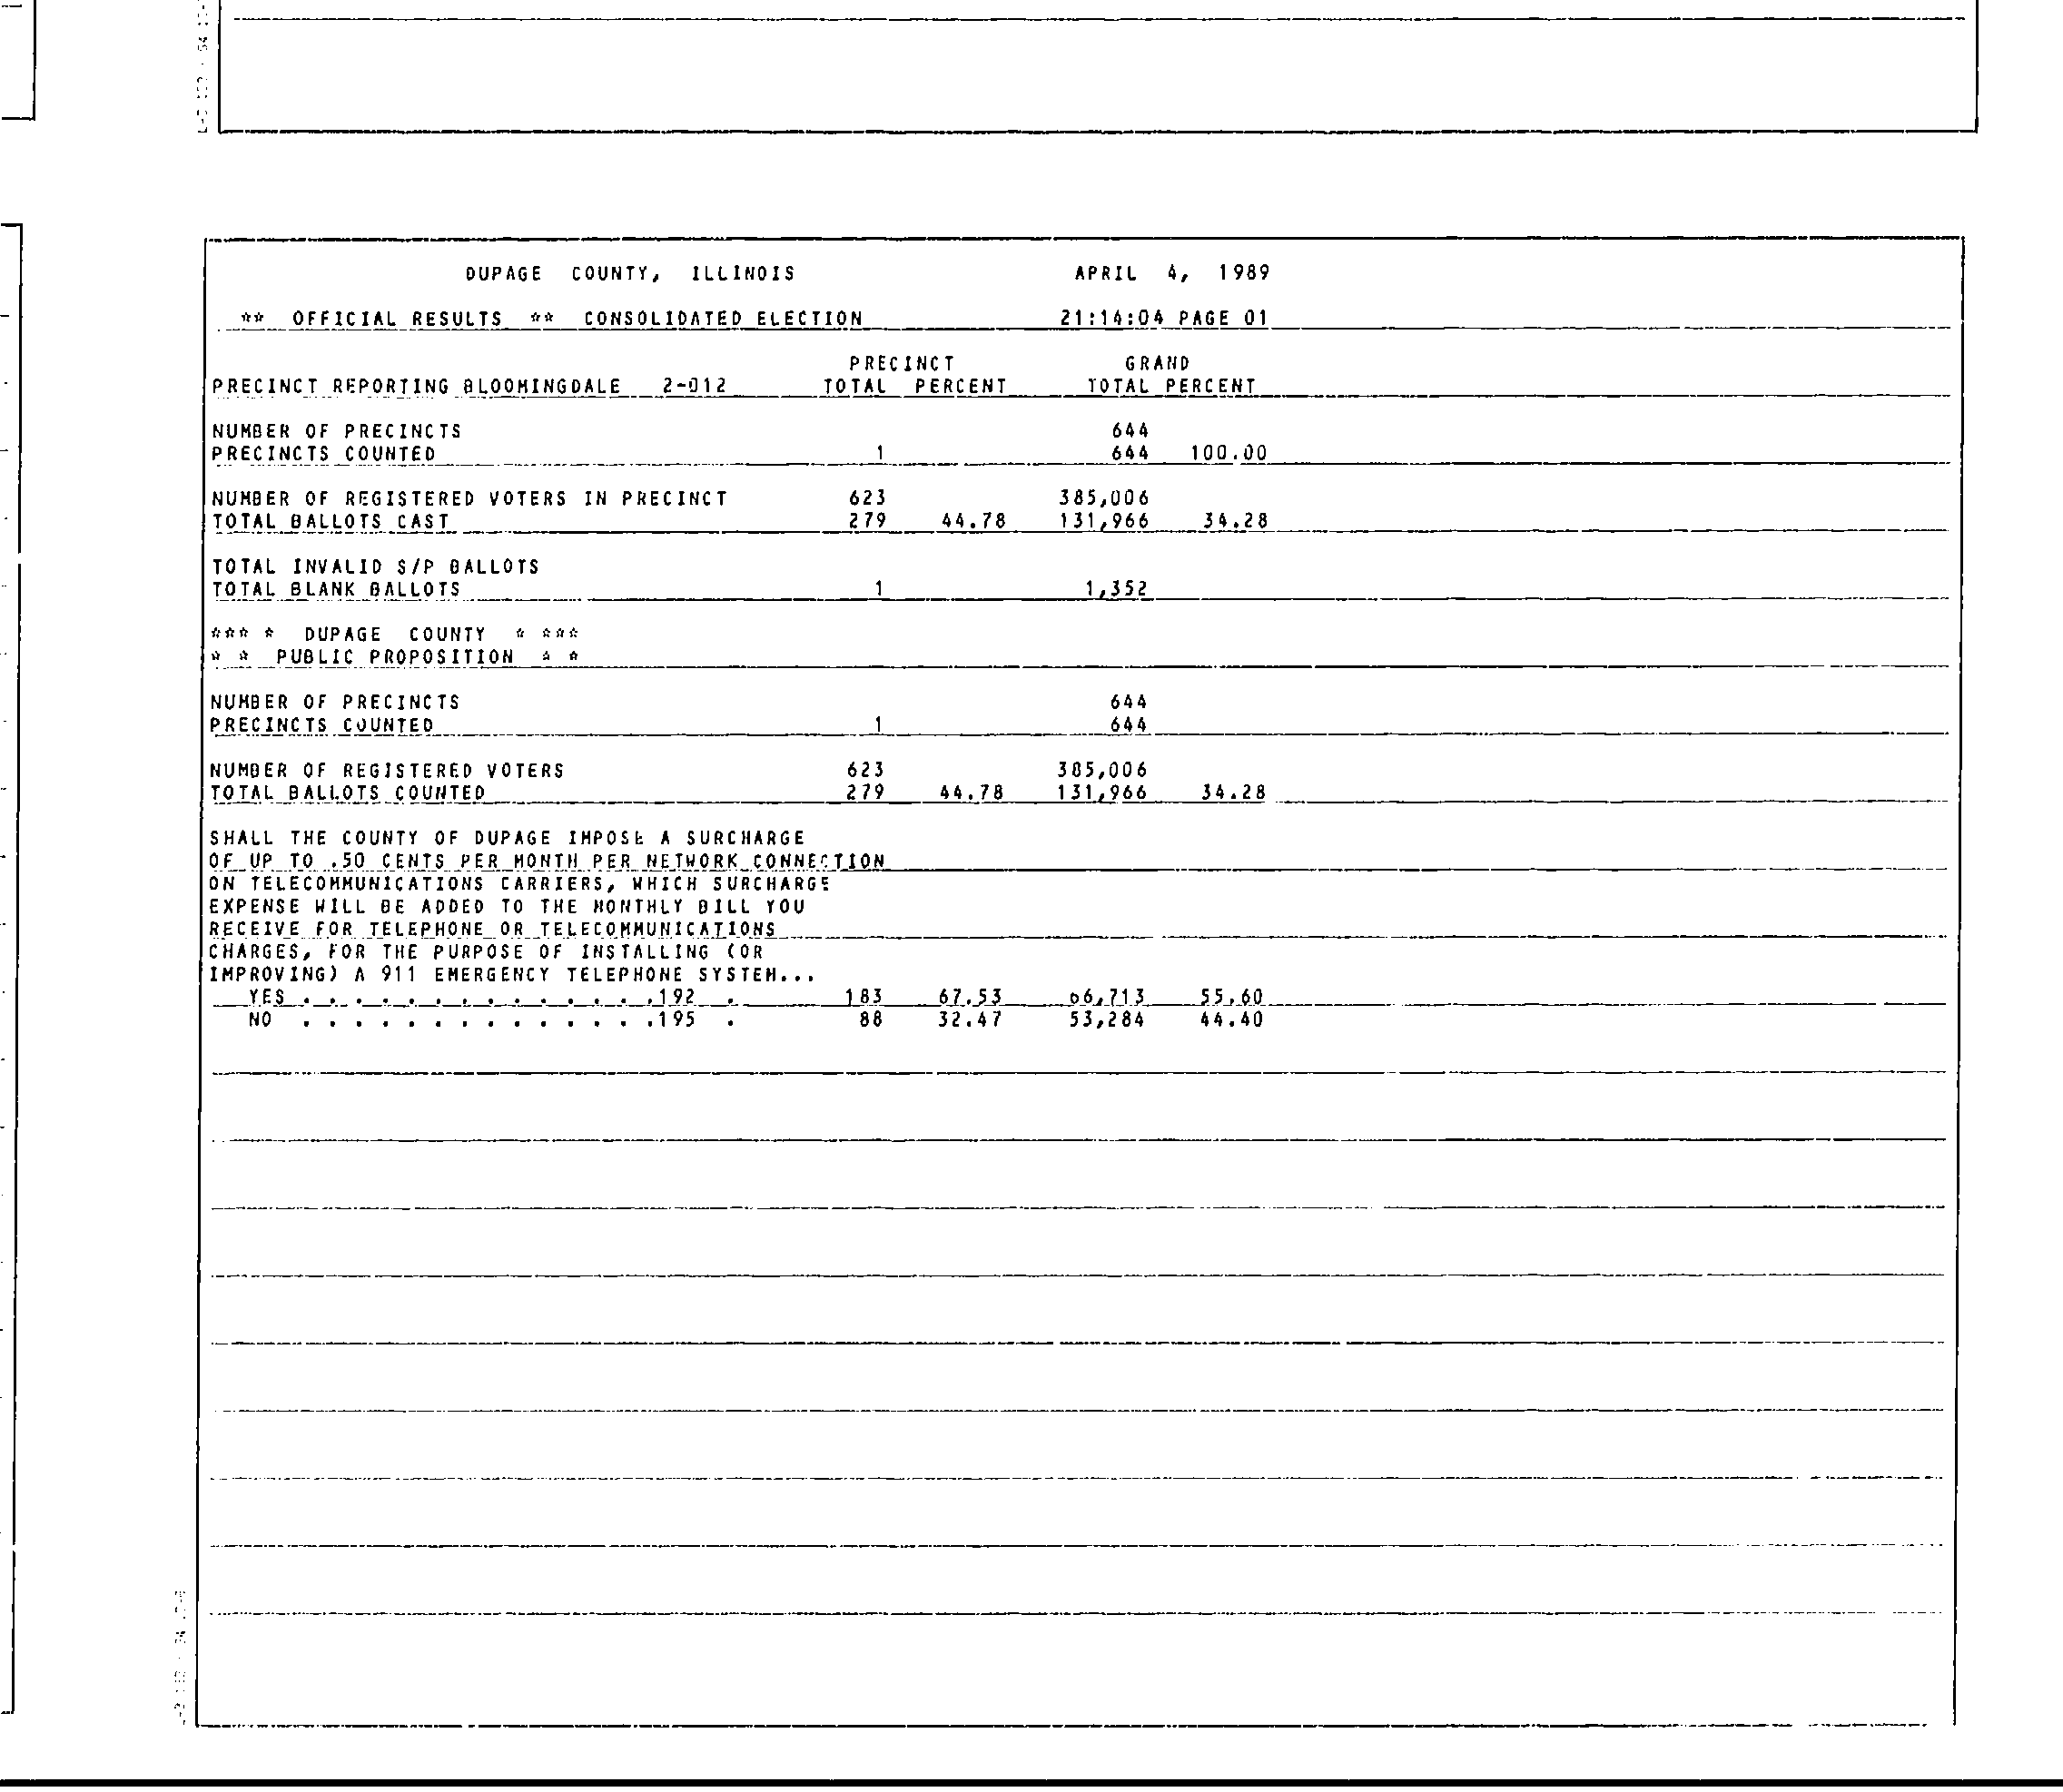 DUPAGE COUNTY, ILLINOIS APRIL 4, 1989
** OFFICIAL RESULTS ** CONSOLIDATED ELECTION 21:14:04 PAGE 01
PRECINCT GRAND
PRECINCT REPORTING BLOOMINGDALE 2-012 TOTAL PERCENT TOTAL PERCENT
NUMBER OF PRECINCTS 644
PRECINCTS COUNTED 1 644 100.00
NUMBER OF REGISTERED VOTERS IN PRECINCT 623 385,006
TOTAL BALLOTS CAST 279 44.78 131,966 34.28
TOTAL INVALID S/P BALLOTS
TOTAL BLANK BALLOTS 1 1,352
*** * DUPAGE COUNTY * ***
* * PUBLIC PROPOSITION * *
NUMBER OF PRECINCTS 644
PRECINCTS COUNTED 1 644
NUMBER OF REGISTERED VOTERS 623 385,006
TOTAL BALLOTS COUNTED 279 44.78 131,966 34.28
SHALL THE COUNTY OF DUPAGE IMPOSE A SURCHARGE
OF UP TO .50 CENTS PER MONTH PER NETWORK CONNECTION
ON TELECOMMUNICATIONS CARRIERS, WHICH SURCHARGE
EXPENSE WILL BE ADDED TO THE MONTHLY BILL YOU
RECEIVE FOR TELEPHONE OR TELECOMMUNICATIONS
CHARGES, FOR THE PURPOSE OF INSTALLING (OR
IMPROVING) A 911 EMERGENCY TELEPHONE SYSTEM...
YES . . . . . . . . . . . . . .192 . 183 67.53 66,713 55.60
NO . . . . . . . . . . . . . .195 . 88 32.47 53,284 44.40